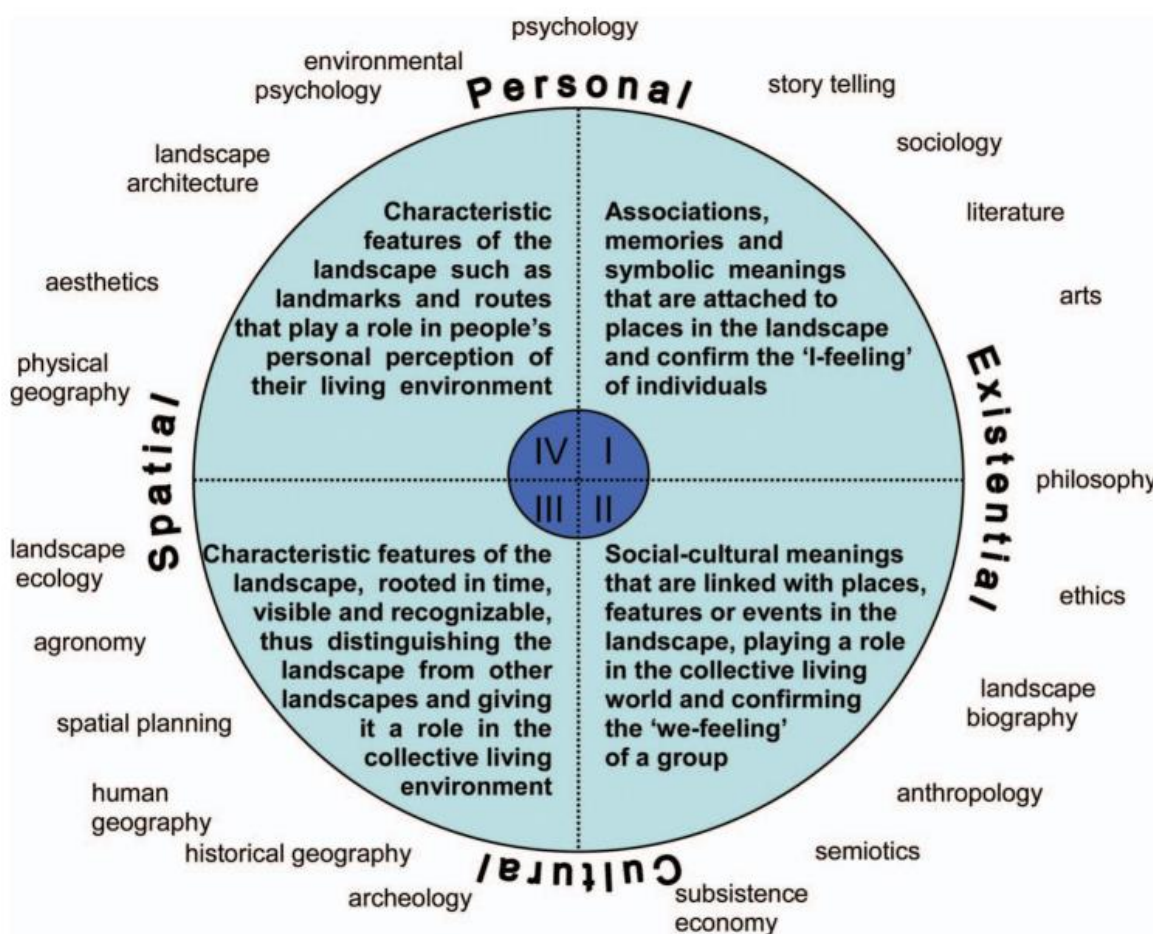 psychology
environmental
psychology
Personal
story telling
sociology
landscape
architecture
literature
aesthetics
arts
physical
geography
Spatial
Existential
Characteristic
features of the
landscape such as
landmarks and routes
that play a role in people's
personal perception of
their living environment
Associations,
memories and
symbolic meanings
that are attached to
places in the landscape
and confirm the 'I-feeling'
of individuals
IV
I
III
II
philosophy
landscape
ecology
Characteristic features of the
landscape, rooted in time,
visible and recognizable,
thus distinguishing the
landscape from other
landscapes and giving
it a role in the
collective living
environment
Social-cultural meanings
that are linked with places,
features or events in the
landscape, playing a role
in the collective living
world and confirming
the 'we-feeling'
of a group
ethics
agronomy
landscape
biography
spatial planning
anthropology
human
geography
semiotics
historical geography
Cultural
archeology
subsistence
economy